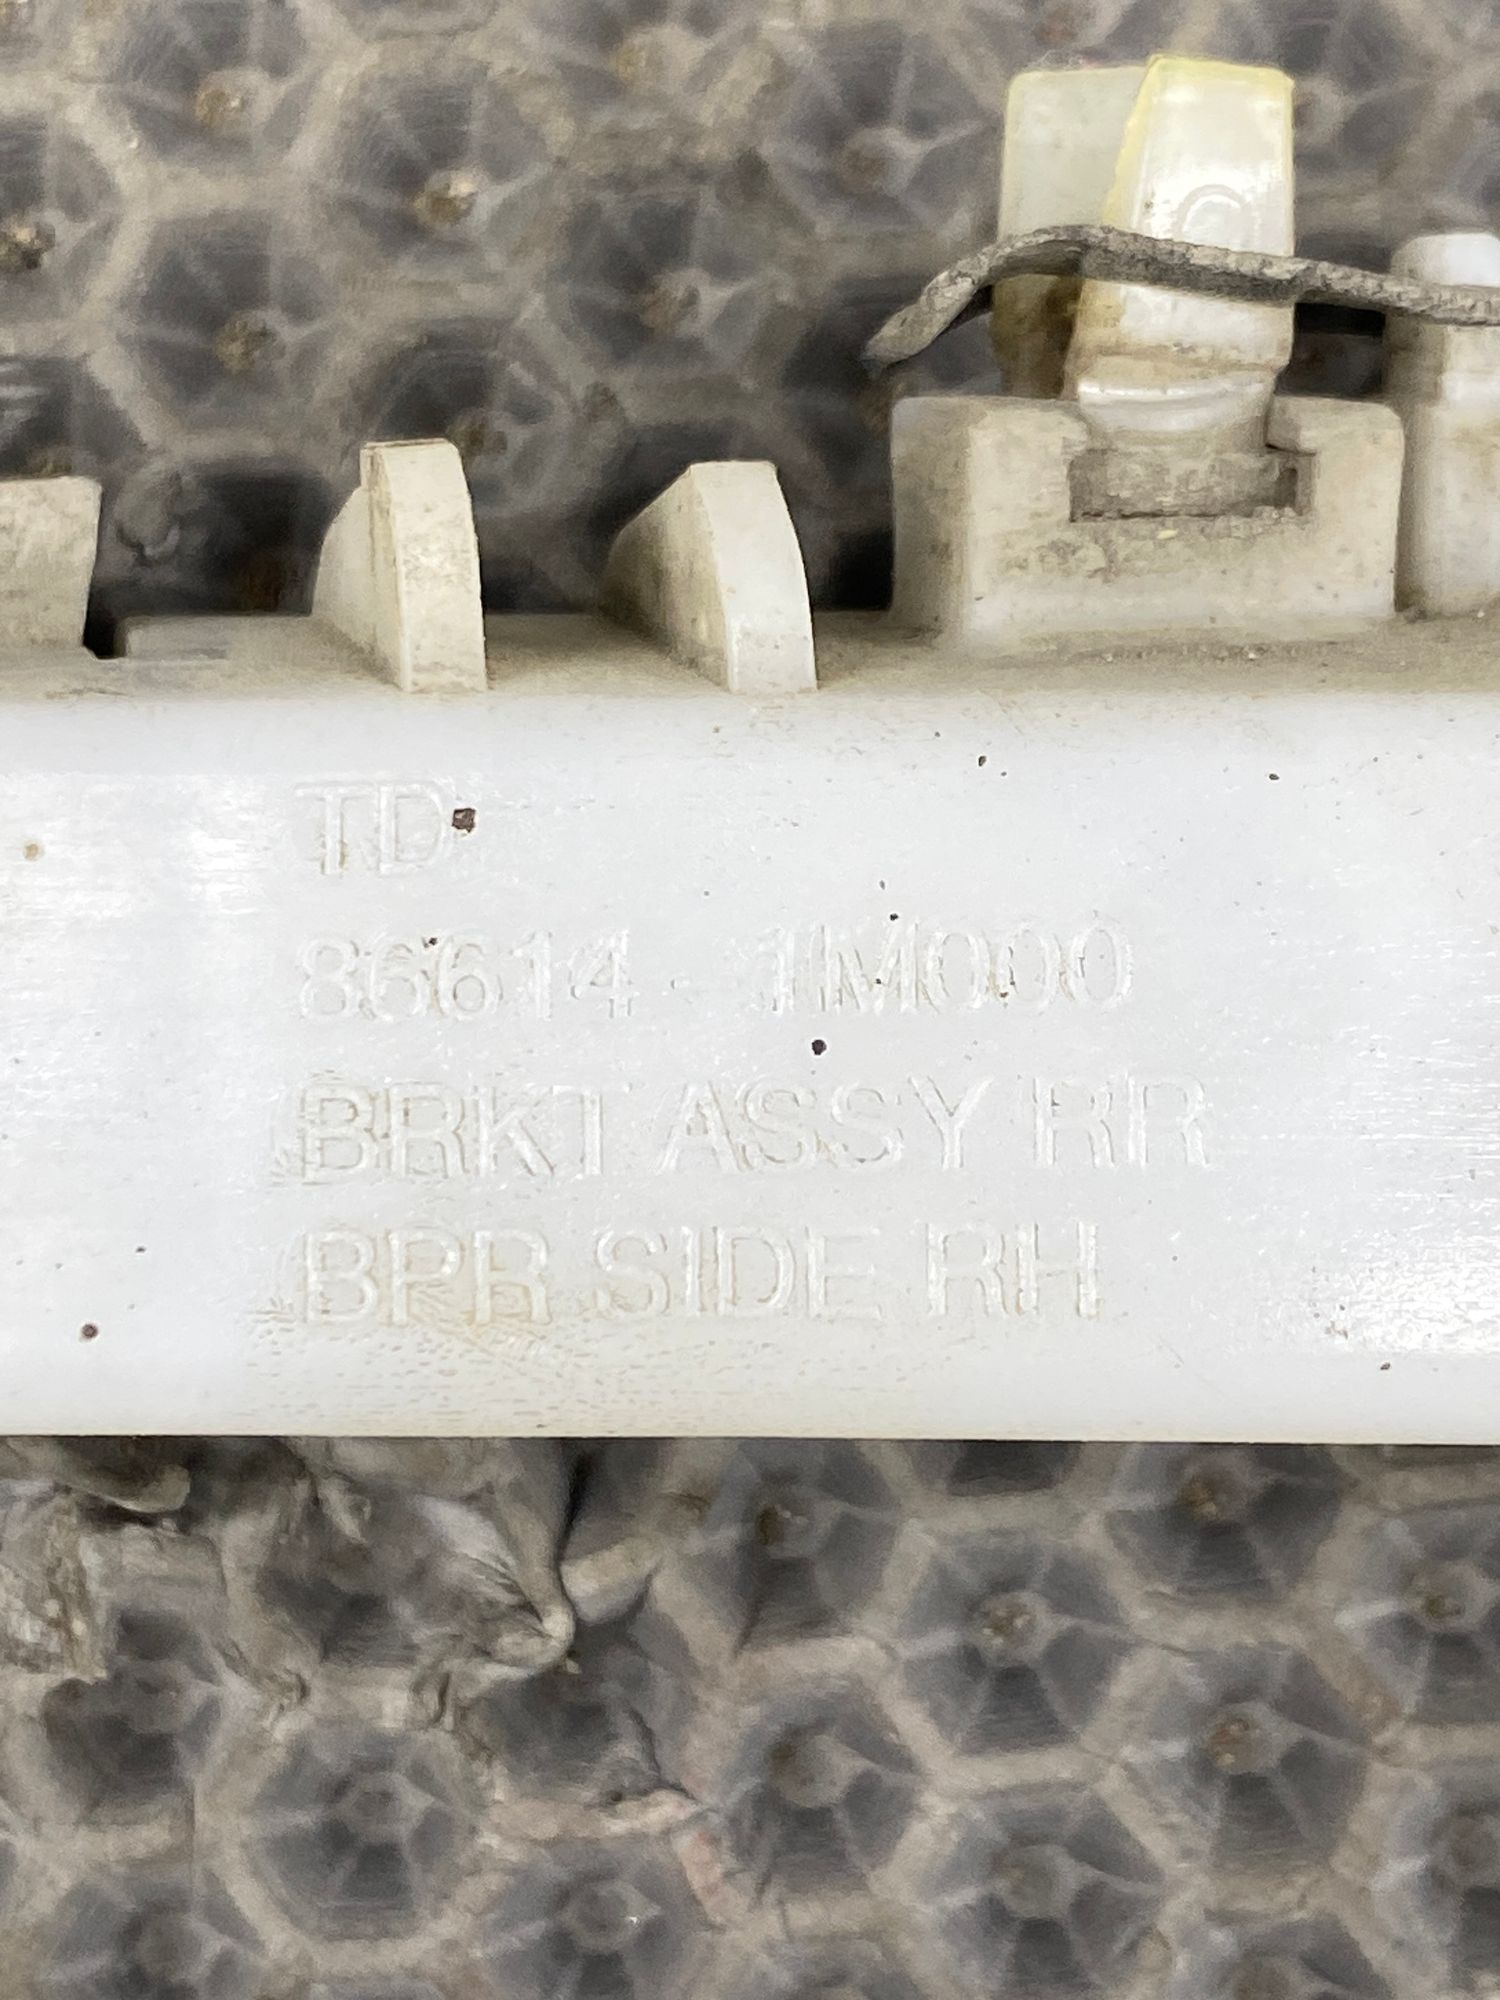 TD
86614-1M000
BRKT ASSY RR
BPR SIDE RH